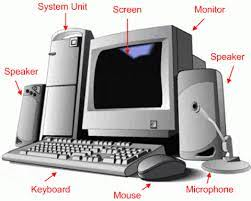 System Unit
Screen
Monitor
Speaker
Speaker
Keyboard
Mouse
Microphone